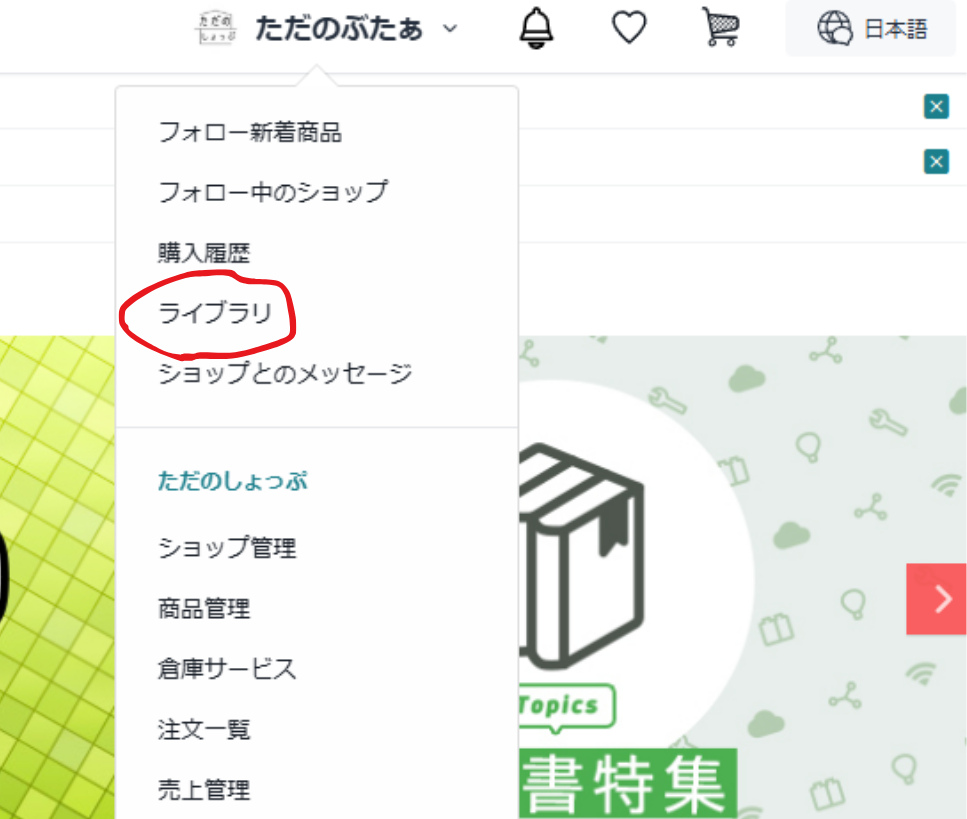 ただの
しょっぷ
ただのぶたぁ
日本語
フォロー新着商品
フォロー中のショップ
購入履歴
ライブラリ
ショップとのメッセージ
ただのしょっぷ
ショップ管理
商品管理
倉庫サービス
注文一覧
売上管理
Topics
書特集